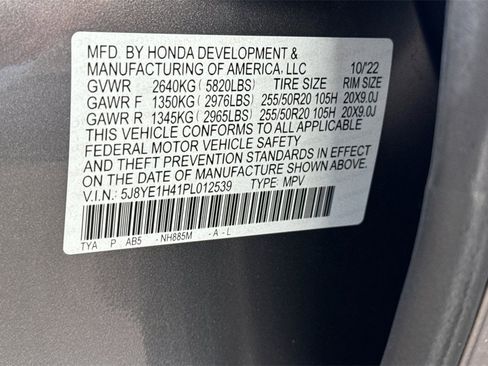 MFD. BY HONDA DEVELOPMENT &
MANUFACTURING OF AMERICA, LLC 10/22
GVWR 2640KG ( 5820LBS) TIRE SIZE RIM SIZE
GAWR F 1350KG ( 2976LBS) 255/50R20 105H 20X9.0J
GAWR R 1345KG ( 2965LBS) 255/50R20 105H 20X9.0J
THIS VEHICLE CONFORMS TO ALL APPLICABLE
FEDERAL MOTOR VEHICLE SAFETY
AND THEFT PREVENTION STANDARDS IN EFFECT
ON THE DATE OF MANUFACTURE SHOWN ABOVE.
V.I.N.: 5J8YE1H41PL012539 TYPE: MPV
TYA P AB5 - NH885M - A - L